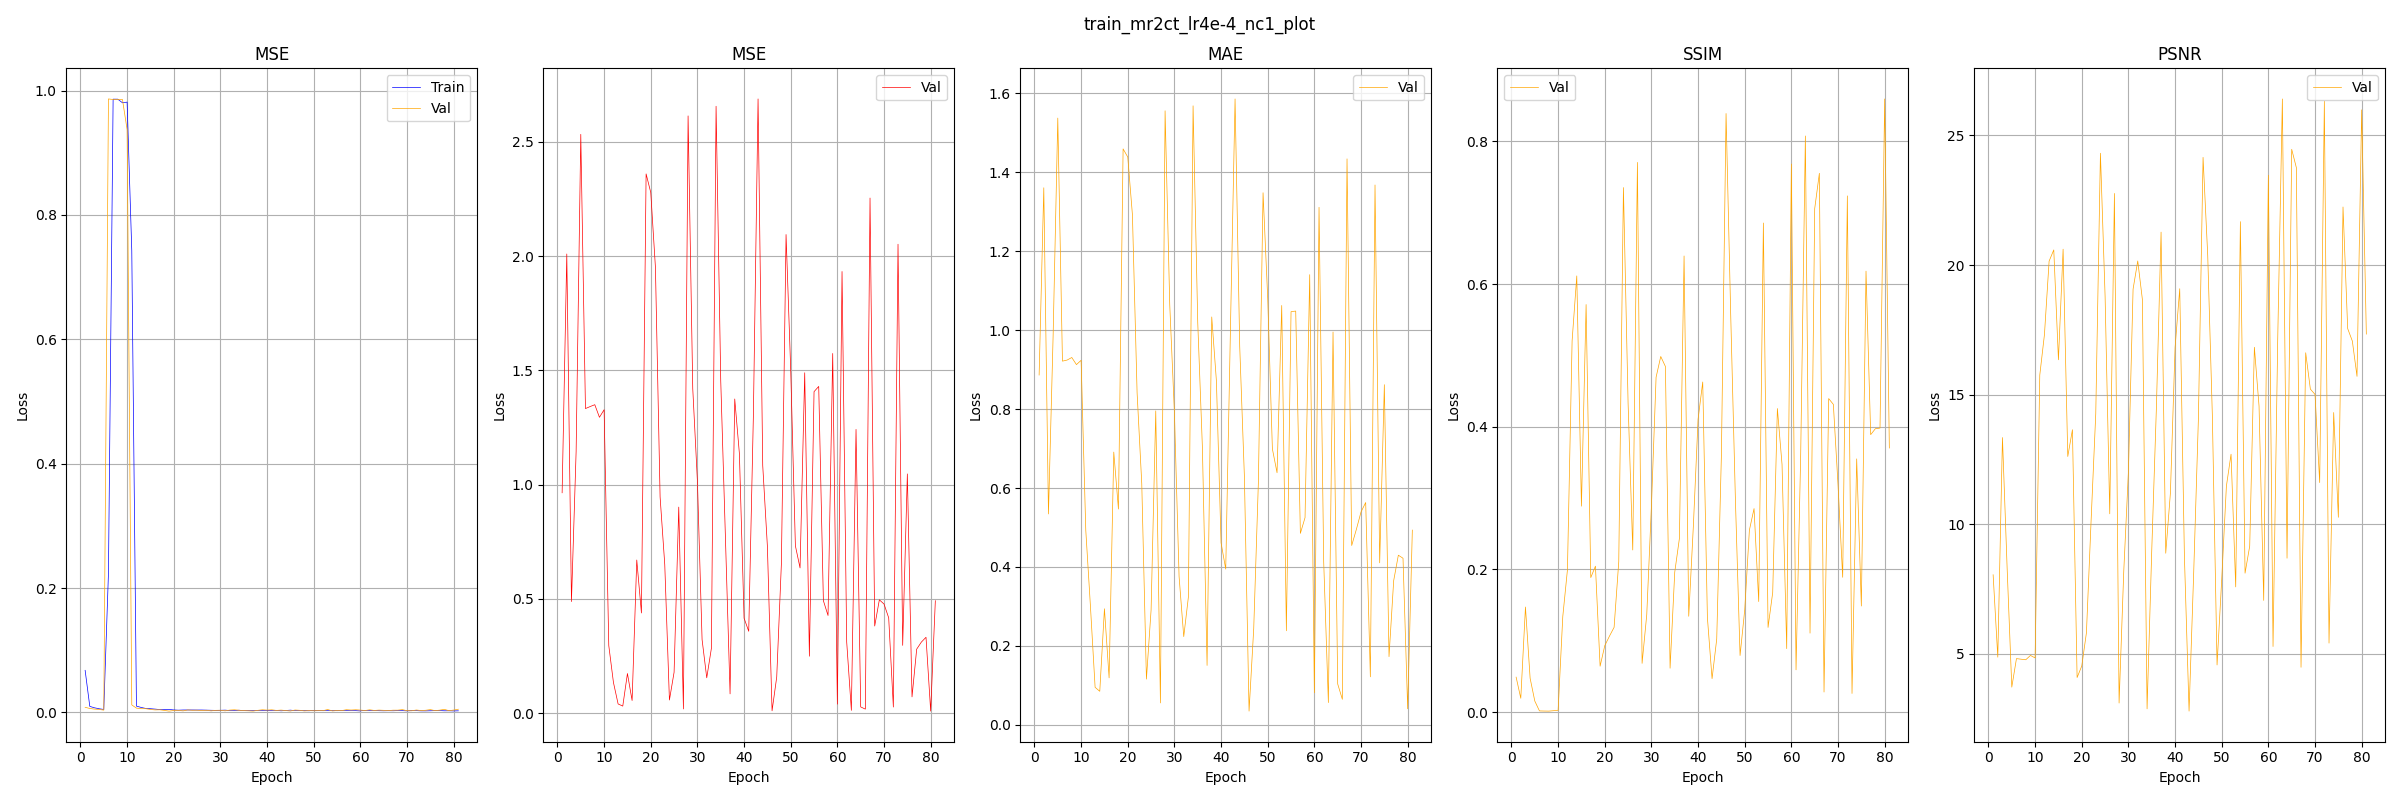 train_mr2ct_lr4e-4_nc1_plot
MSE
Train
Val
1.0
0.8
0.6
0.4
0.2
0.0
Loss
0 10 20 30 40 50 60 70 80
Epoch
MSE
Val
2.5
2.0
1.5
1.0
0.5
0.0
Loss
0 10 20 30 40 50 60 70 80
Epoch
MAE
Val
1.6
1.4
1.2
1.0
0.8
0.6
0.4
0.2
0.0
Loss
0 10 20 30 40 50 60 70 80
Epoch
SSIM
Val
0.8
0.6
0.4
0.2
0.0
Loss
0 10 20 30 40 50 60 70 80
Epoch
PSNR
Val
25
20
15
10
5
Loss
0 10 20 30 40 50 60 70 80
Epoch